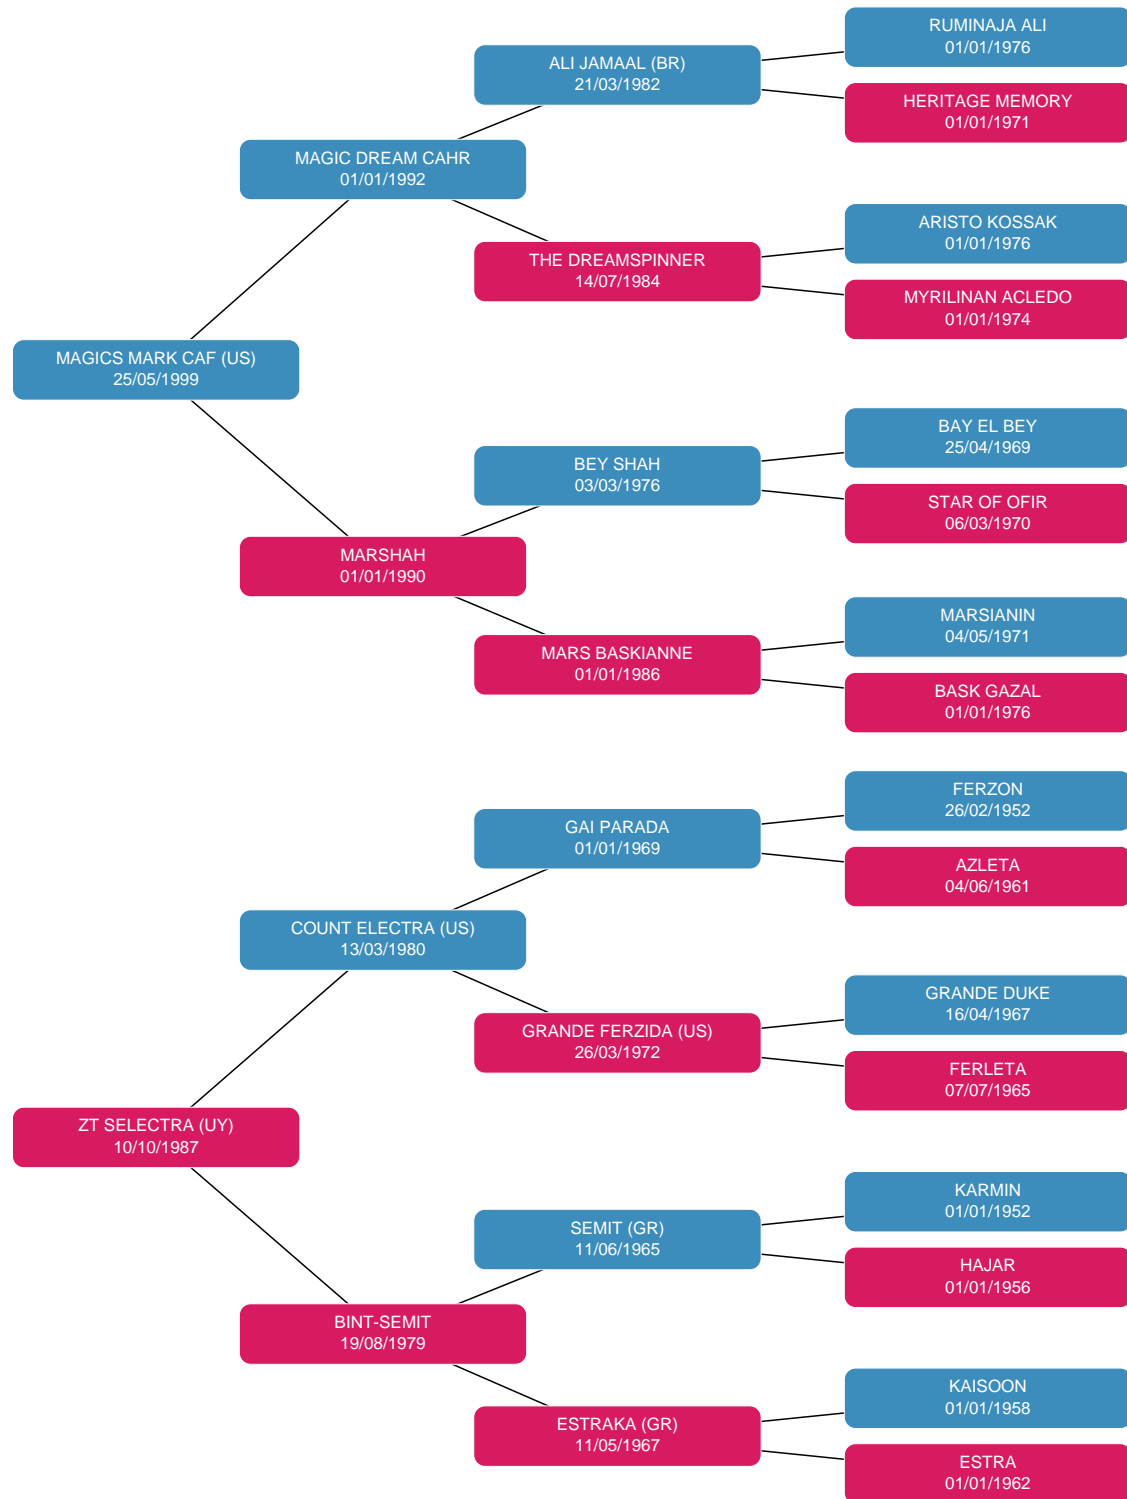 RUMINAJA ALI
01/01/1976
ALI JAMAAL (BR)
21/03/1982
HERITAGE MEMORY
01/01/1971
MAGIC DREAM CAHR
01/01/1992
ARISTO KOSSAK
01/01/1976
THE DREAMSPINNER
14/07/1984
MYRILINAN ACLEDO
01/01/1974
MAGICS MARK CAF (US)
25/05/1999
BAY EL BEY
25/04/1969
BEY SHAH
03/03/1976
STAR OF OFIR
06/03/1970
MARSHAH
01/01/1990
MARSIANIN
04/05/1971
MARS BASKIANNE
01/01/1986
BASK GAZAL
01/01/1976
FERZON
26/02/1952
GAI PARADA
01/01/1969
AZLETA
04/06/1961
COUNT ELECTRA (US)
13/03/1980
GRANDE DUKE
16/04/1967
GRANDE FERZIDA (US)
26/03/1972
FERLETA
07/07/1965
ZT SELECTRA (UY)
10/10/1987
KARMIN
01/01/1952
SEMIT (GR)
11/06/1965
HAJAR
01/01/1956
BINT-SEMIT
19/08/1979
KAISOON
01/01/1958
ESTRAKA (GR)
11/05/1967
ESTRA
01/01/1962